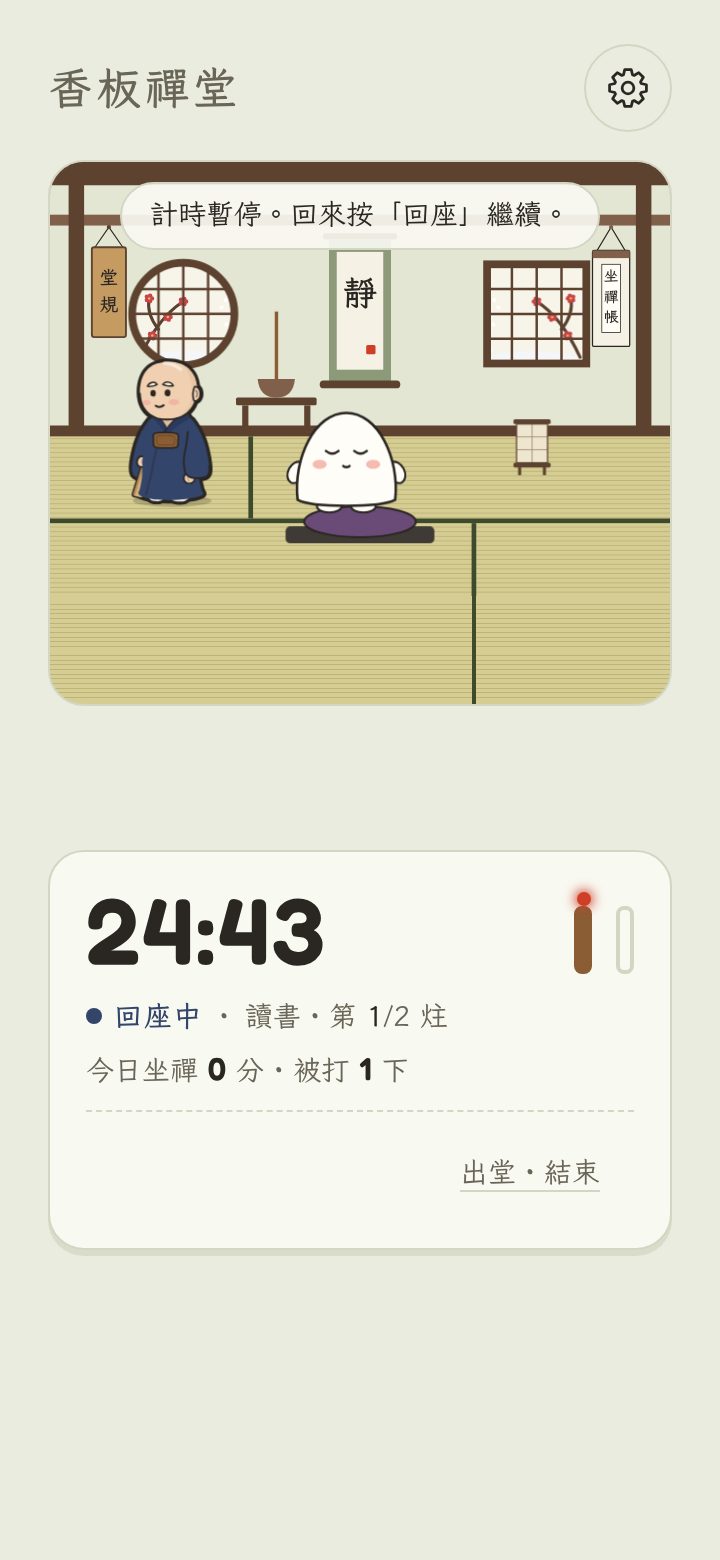 香板禪堂
計時暫停。回來按「回座」繼續。
堂規
靜
坐禪帳
24:43
回座中 · 讀書·第 1/2 炷
今日坐禪 0 分·被打 1 下
出堂·結束